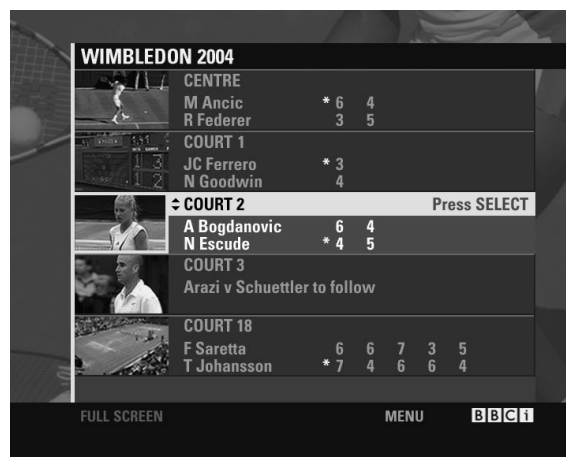 WIMBLEDON 2004
CENTRE
M Ancic * 6 4
R Federer 3 5
COURT 1
JC Ferrero * 3
N Goodwin 4
COURT 2 Press SELECT
A Bogdanovic 6 4
N Escude * 4 5
COURT 3
Arazi v Schuettler to follow
COURT 18
F Saretta 6 6 7 3 5
T Johansson * 7 4 6 6 4
FULL SCREEN MENU BBCi